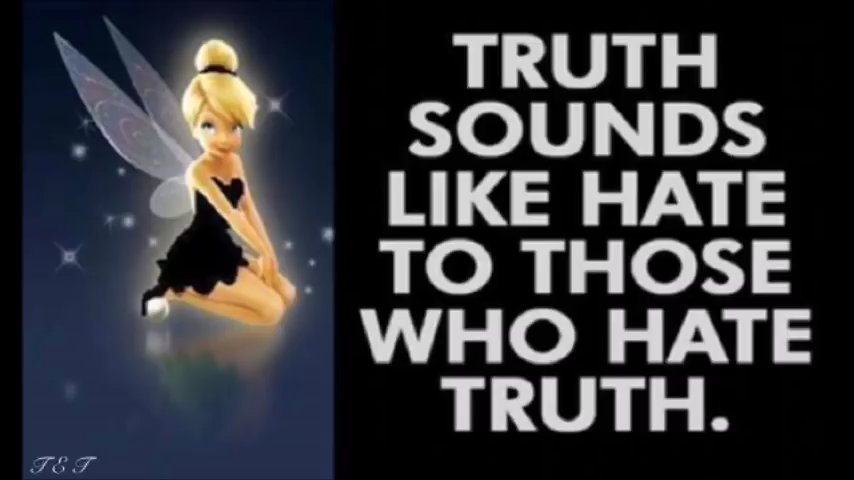 TRUTH
SOUNDS
LIKE HATE
TO THOSE
WHO HATE
TRUTH.
T&T